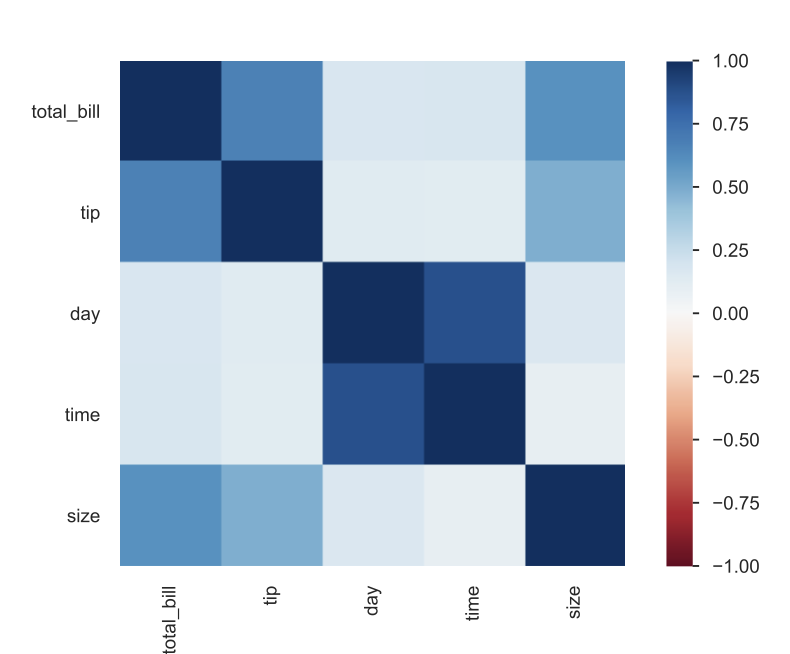 total_bill
tip
day
time
size
total_bill
tip
day
time
size
1.00
0.75
0.50
0.25
0.00
−0.25
−0.50
−0.75
−1.00